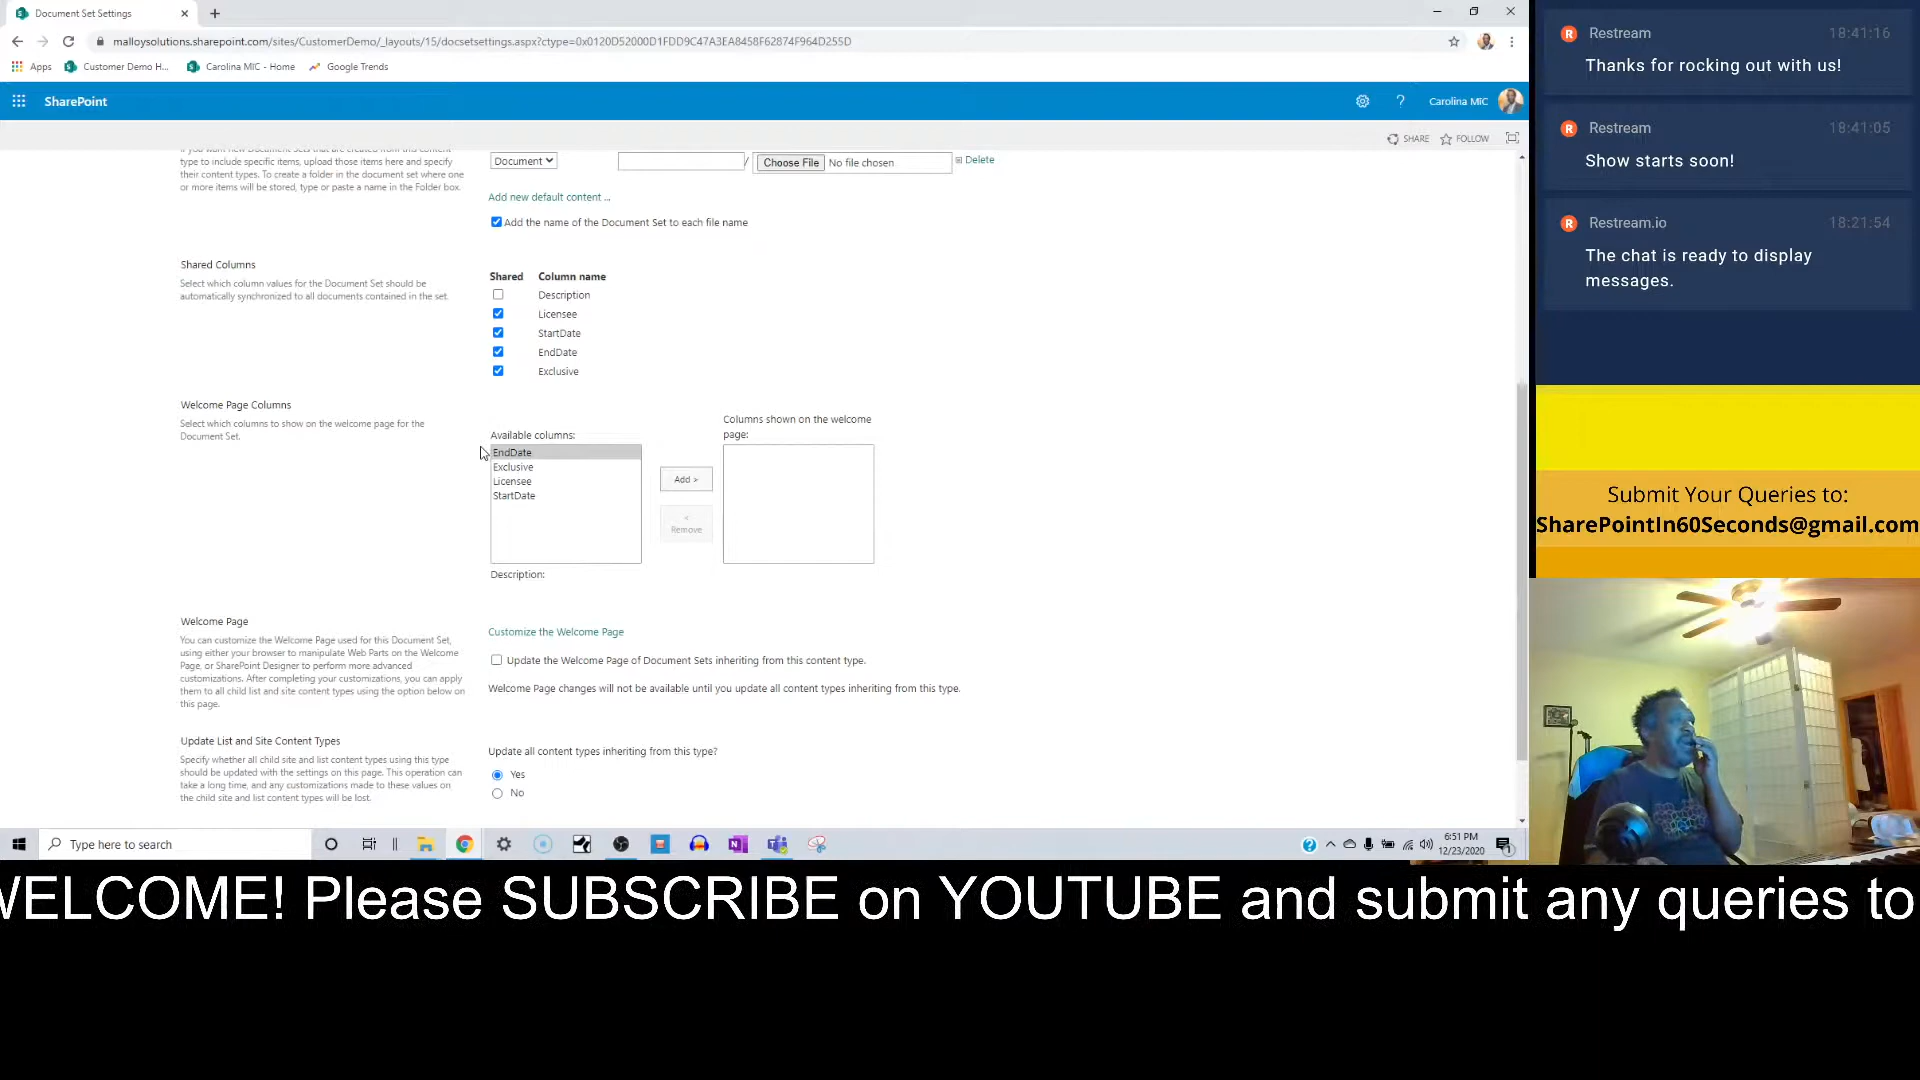 Document Set Settings
malloysolutions.sharepoint.com/sites/CustomerDemo/_layouts/15/docsetsettings.aspx?ctype=0x0120D52000D1FDD9C47A3EA8458F62874F964D255D
Apps
Customer Demo H...
Carolina MIC - Home
Google Trends
SharePoint
?
Carolina MIC
SHARE
FOLLOW
type to include specific items, upload those items here and specify
their content types. To create a folder in the document set where one
or more items will be stored, type or paste a name in the Folder box.
Document
/
Choose File
No file chosen
Delete
Add new default content ...
Add the name of the Document Set to each file name
Shared Columns
Select which column values for the Document Set should be
automatically synchronized to all documents contained in the set.
Shared
Column name
Description
Licensee
StartDate
EndDate
Exclusive
Welcome Page Columns
Select which columns to show on the welcome page for the
Document Set.
Available columns:
EndDate
Exclusive
Licensee
StartDate
Add >
<
Remove
Columns shown on the welcome
page:
Description:
Welcome Page
You can customize the Welcome Page used for this Document Set,
using either your browser to manipulate Web Parts on the Welcome
Page, or SharePoint Designer to perform more advanced
customizations. After completing your customizations, you can apply
them to all child list and site content types using the option below on
this page.
Customize the Welcome Page
Update the Welcome Page of Document Sets inheriting from this content type.
Welcome Page changes will not be available until you update all content types inheriting from this type.
Update List and Site Content Types
Specify whether all child site and list content types using this type
should be updated with the settings on this page. This operation can
take a long time, and any customizations made to these values on
the child site and list content types will be lost.
Update all content types inheriting from this type?
Yes
No
Type here to search
6:51 PM
12/23/2020
Restream
18:41:16
Thanks for rocking out with us!
Restream
18:41:05
Show starts soon!
Restream.io
18:21:54
The chat is ready to display
messages.
Submit Your Queries to:
SharePointIn60Seconds@gmail.com
WELCOME! Please SUBSCRIBE on YOUTUBE and submit any queries to